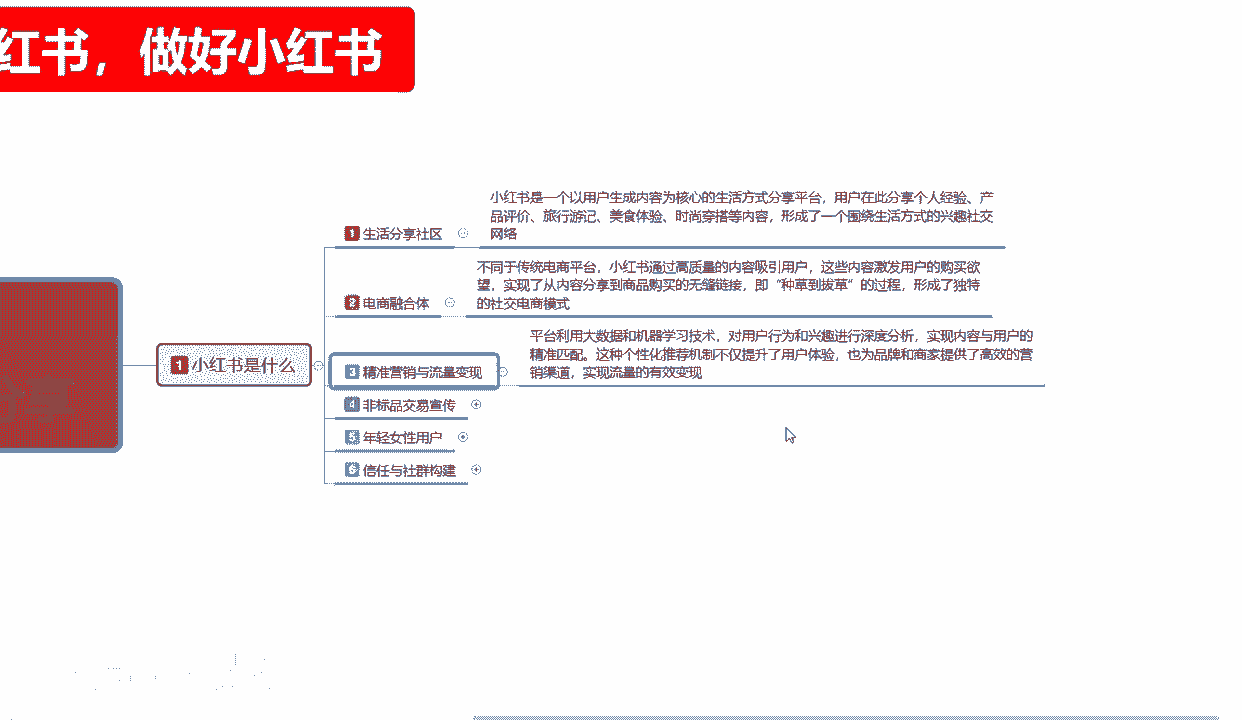 红书，做好小红书
小红书是一个以用户生成内容为核心的生活方式分享平台，用户在此分享个人经验、产
品评价、旅行游记、美食体验、时尚穿搭等内容，形成了一个围绕生活方式的兴趣社交
网络
1 生活分享社区
不同于传统电商平台，小红书通过高质量的内容吸引用户，这些内容激发用户的购买欲
望，实现了从内容分享到商品购买的无缝链接，即“种草到拔草”的过程，形成了独特
的社交电商模式
2 电商融合体
平台利用大数据和机器学习技术，对用户行为和兴趣进行深度分析，实现内容与用户的
精准匹配。这种个性化推荐机制不仅提升了用户体验，也为品牌和商家提供了高效的营
销渠道，实现流量的有效变现
1 小红书是什么
3 精准营销与流量变现
4 非标品交易宣传
5 年轻女性用户
6 信任与社群构建